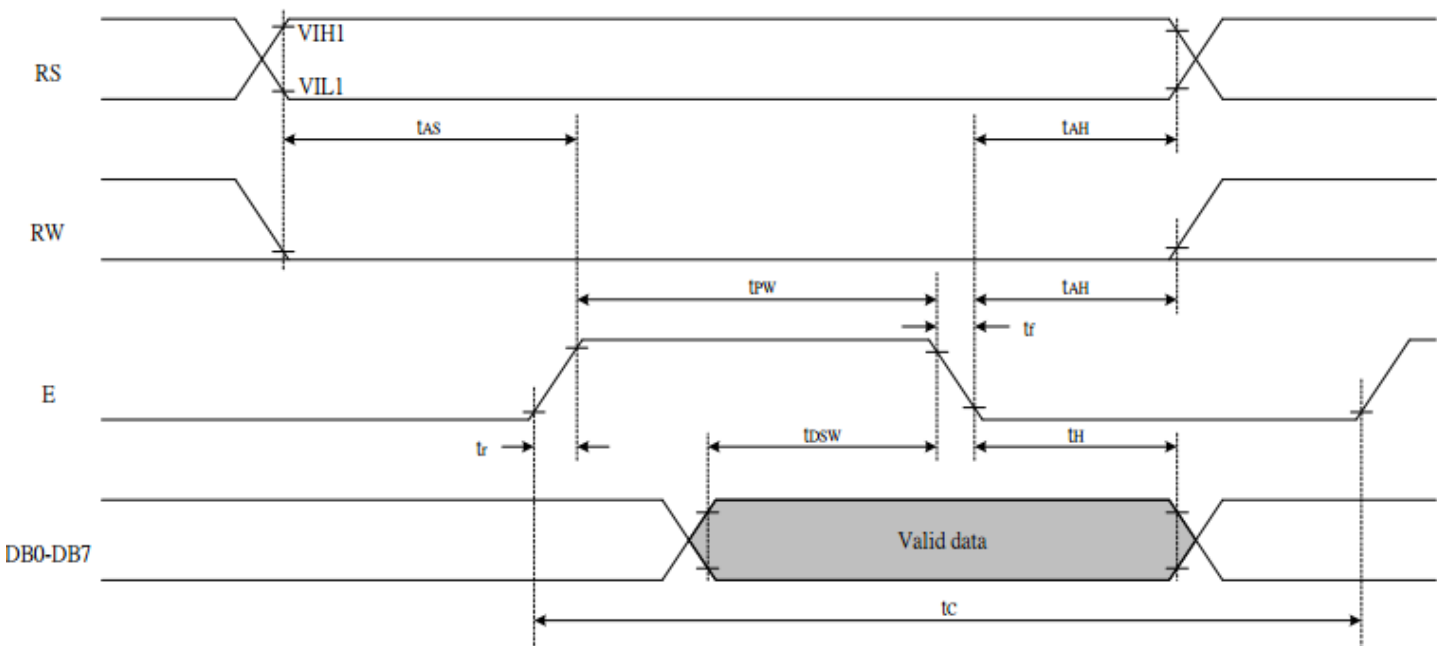 VIH1
RS
VIL1
tAS
tAH
RW
tPW
tAH
tf
E
tr
tDSW
tH
DB0-DB7
Valid data
tC